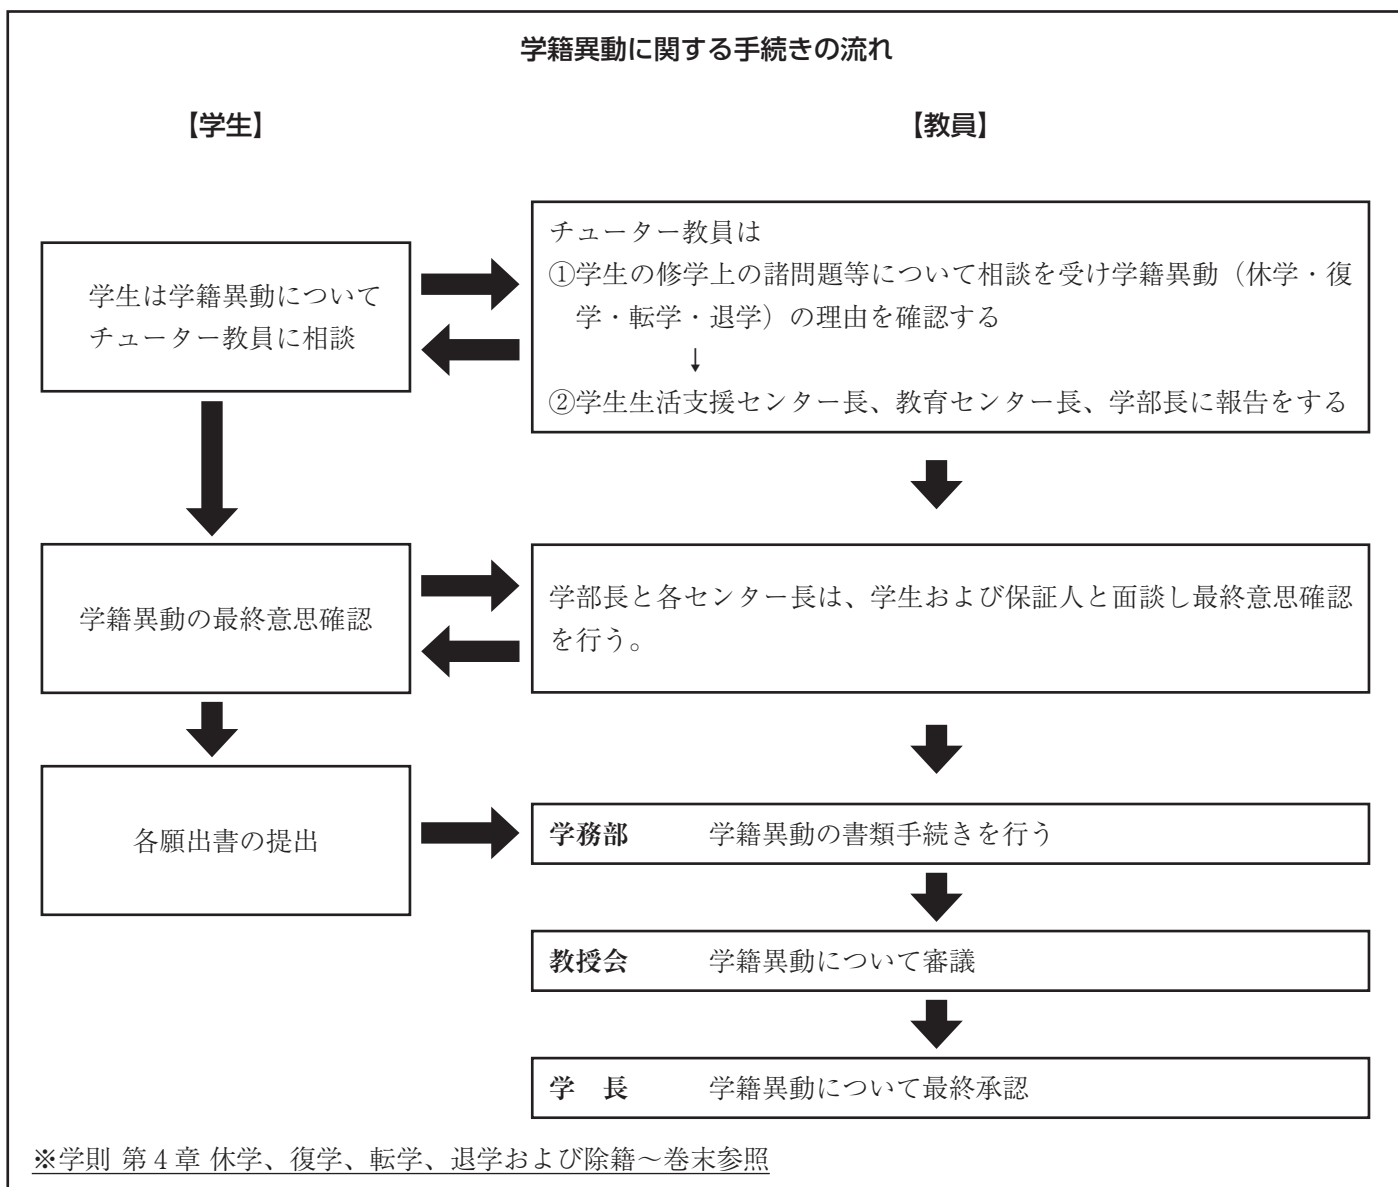 学籍異動に関する手続きの流れ
【学生】
【教員】
学生は学籍異動について
チューター教員に相談
チューター教員は
①学生の修学上の諸問題等について相談を受け学籍異動（休学・復
学・転学・退学）の理由を確認する
↓
②学生生活支援センター長、教育センター長、学部長に報告をする
学籍異動の最終意思確認
学部長と各センター長は、学生および保証人と面談し最終意思確認
を行う。
各願出書の提出
学務部 学籍異動の書類手続きを行う
教授会 学籍異動について審議
学　長 学籍異動について最終承認
※学則 第４章 休学、復学、転学、退学および除籍～巻末参照